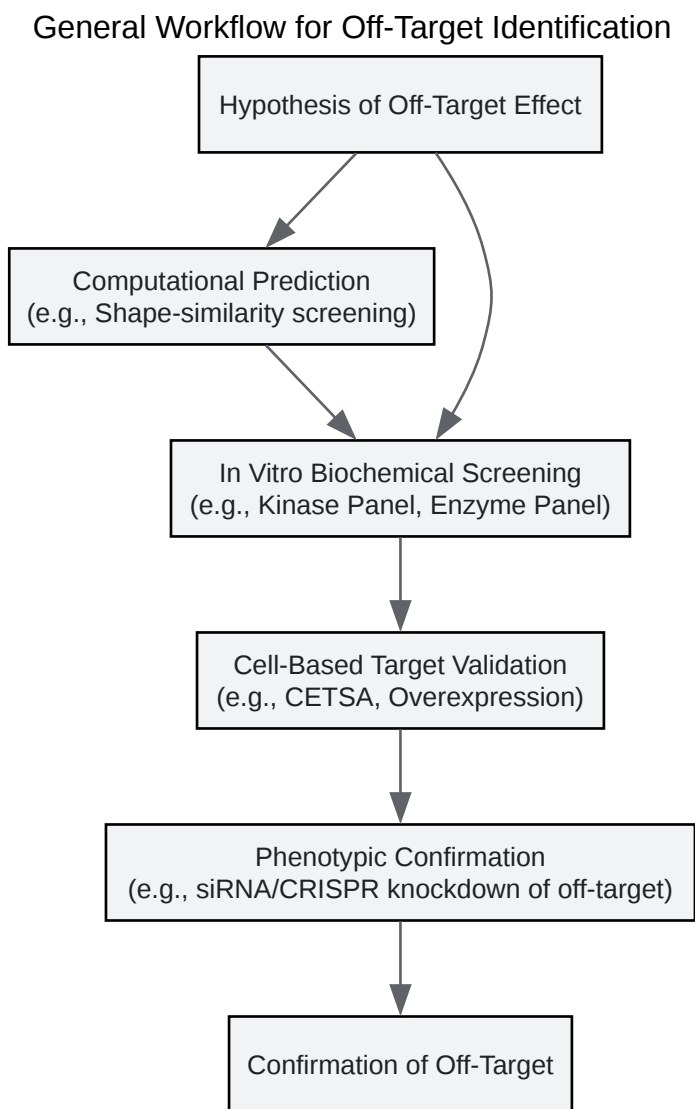 General Workflow for Off-Target Identification
Hypothesis of Off-Target Effect
Computational Prediction
(e.g., Shape-similarity screening)
In Vitro Biochemical Screening
(e.g., Kinase Panel, Enzyme Panel)
Cell-Based Target Validation
(e.g., CETSA, Overexpression)
Phenotypic Confirmation
(e.g., siRNA/CRISPR knockdown of off-target)
Confirmation of Off-Target